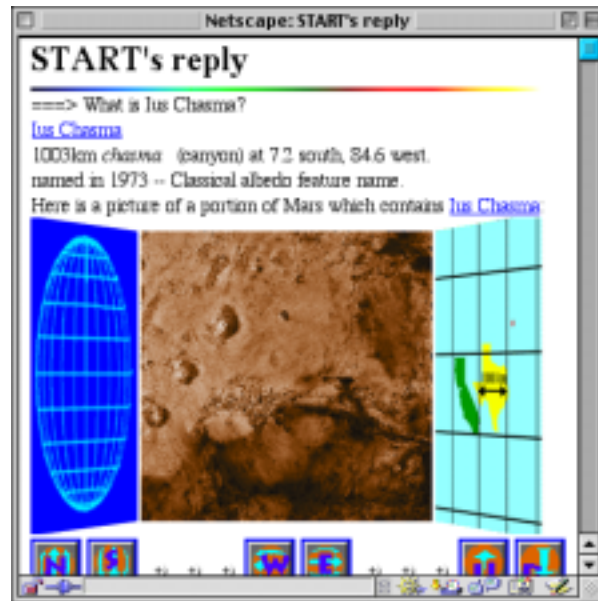 Netscape: START's reply
START's reply
===> What is Ius Chasma?
Ius Chasma
1003km chasma (canyon) at 7.2 south, 84.6 west.
named in 1973 -- Classical albedo feature name.
Here is a picture of a portion of Mars which contains Ius Chasma
N S W E U